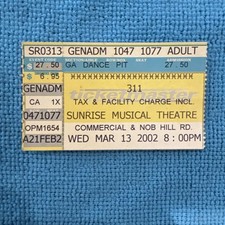 SR0313 GENADM 1047 1077 ADULT
$ 27.50 GA DANCE PIT 27.50
$ 6.95
GENADM 311
CA 1X TAX & FACILITY CHARGE INCL
0471077 SUNRISE MUSICAL THEATRE
OPM1654 COMMERCIAL & NOB HILL RD.
A21FEB2 WED MAR 13 2002 8:00PM